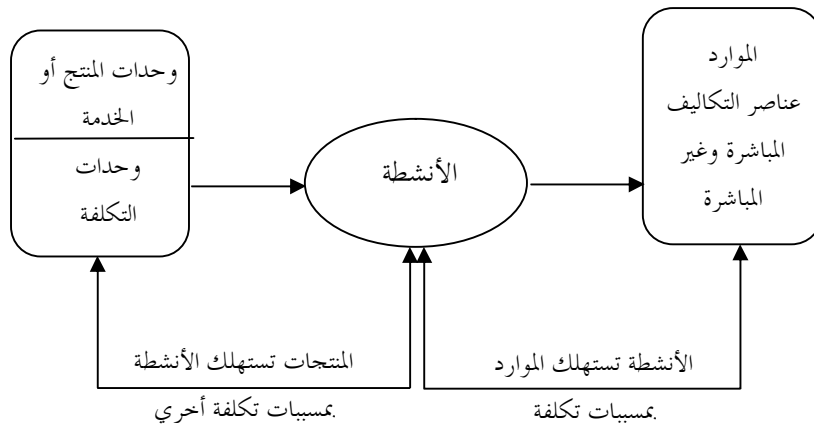 الموارد
عناصر التكاليف
المباشرة وغير
المباشرة
الأنشطة
وحدات المنتج أو
الخدمة
وحدات
التكلفة
الأنشطة تستهلك الموارد
بمسببات تكلفة
المنتجات تستهلك الأنشطة
بمسببات تكلفة أخري